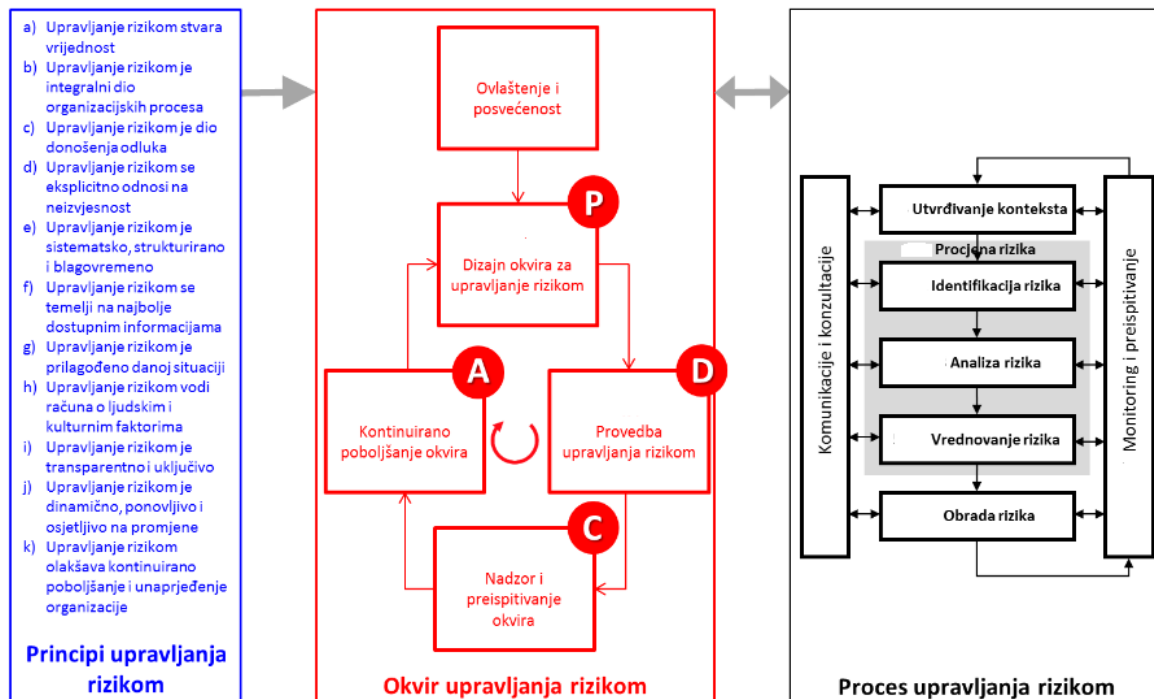 a) Upravljanje rizikom stvara
vrijednost
b) Upravljanje rizikom je
integralni dio
organizacijskih procesa
c) Upravljanje rizikom je dio
donošenja odluka
d) Upravljanje rizikom se
eksplicitno odnosi na
neizvjesnost
e) Upravljanje rizikom je
sistematsko, strukturirano
i blagovremeno
f) Upravljanje rizikom se
temelji na najbolje
dostupnim informacijama
g) Upravljanje rizikom je
prilagođeno danoj situaciji
h) Upravljanje rizikom vodi
računa o ljudskim i
kulturnim faktorima
i) Upravljanje rizikom je
transparentno i uključivo
j) Upravljanje rizikom je
dinamično, ponovljivo i
osjetljivo na promjene
k) Upravljanje rizikom
olakšava kontinuirano
poboljšanje i unaprjeđenje
organizacije
Principi upravljanja
rizikom
Ovlaštenje i
posvećenost
P
Dizajn okvira za
upravljanje rizikom
A
Kontinuirano
poboljšanje okvira
D
Provedba
upravljanja rizikom
C
Nadzor i
preispitivanje
okvira
Okvir upravljanja rizikom
Komunikacije i konzultacije
Utvrđivanje konteksta
Procjena rizika
Identifikacija rizika
Analiza rizika
Vrednovanje rizika
Obrada rizika
Monitoring i preispitivanje
Proces upravljanja rizikom